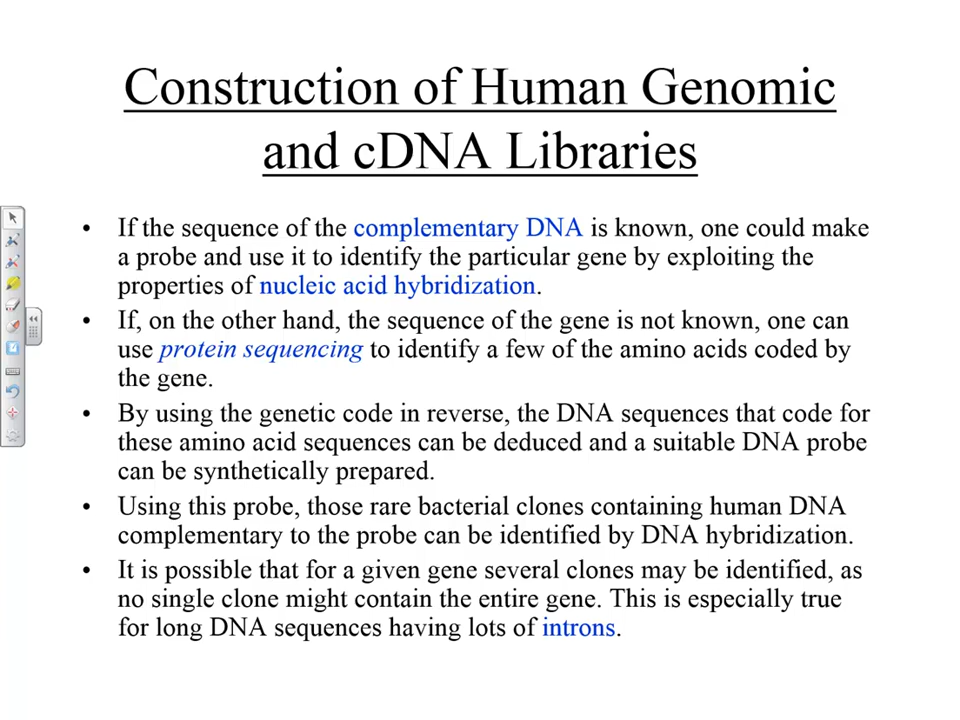 Construction of Human Genomic
and cDNA Libraries
• If the sequence of the complementary DNA is known, one could make
a probe and use it to identify the particular gene by exploiting the
properties of nucleic acid hybridization.
• If, on the other hand, the sequence of the gene is not known, one can
use protein sequencing to identify a few of the amino acids coded by
the gene.
• By using the genetic code in reverse, the DNA sequences that code for
these amino acid sequences can be deduced and a suitable DNA probe
can be synthetically prepared.
• Using this probe, those rare bacterial clones containing human DNA
complementary to the probe can be identified by DNA hybridization.
• It is possible that for a given gene several clones may be identified, as
no single clone might contain the entire gene. This is especially true
for long DNA sequences having lots of introns.